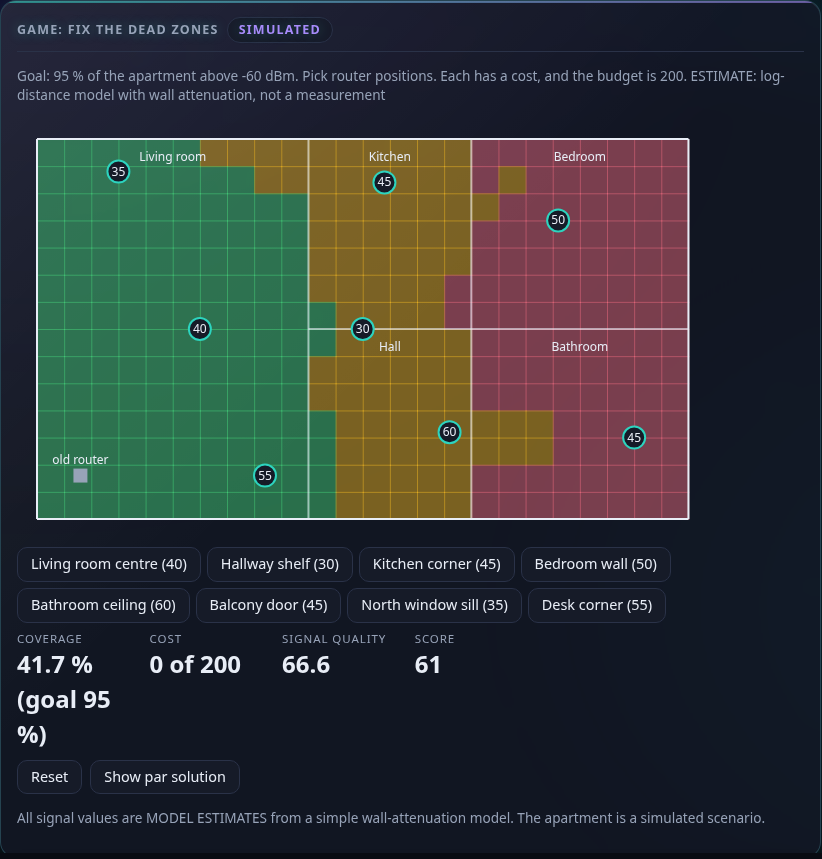 GAME: FIX THE DEAD ZONES SIMULATED
Goal: 95 % of the apartment above -60 dBm. Pick router positions. Each has a cost, and the budget is 200. ESTIMATE: log-
distance model with wall attenuation, not a measurement
Living room Kitchen Bedroom
35
45
50
40
30
Hall Bathroom
60
45
old router
55
Living room centre (40) Hallway shelf (30) Kitchen corner (45) Bedroom wall (50)
Bathroom ceiling (60) Balcony door (45) North window sill (35) Desk corner (55)
COVERAGE COST SIGNAL QUALITY SCORE
41.7 % 0 of 200 66.6 61
(goal 95
%)
Reset Show par solution
All signal values are MODEL ESTIMATES from a simple wall-attenuation model. The apartment is a simulated scenario.